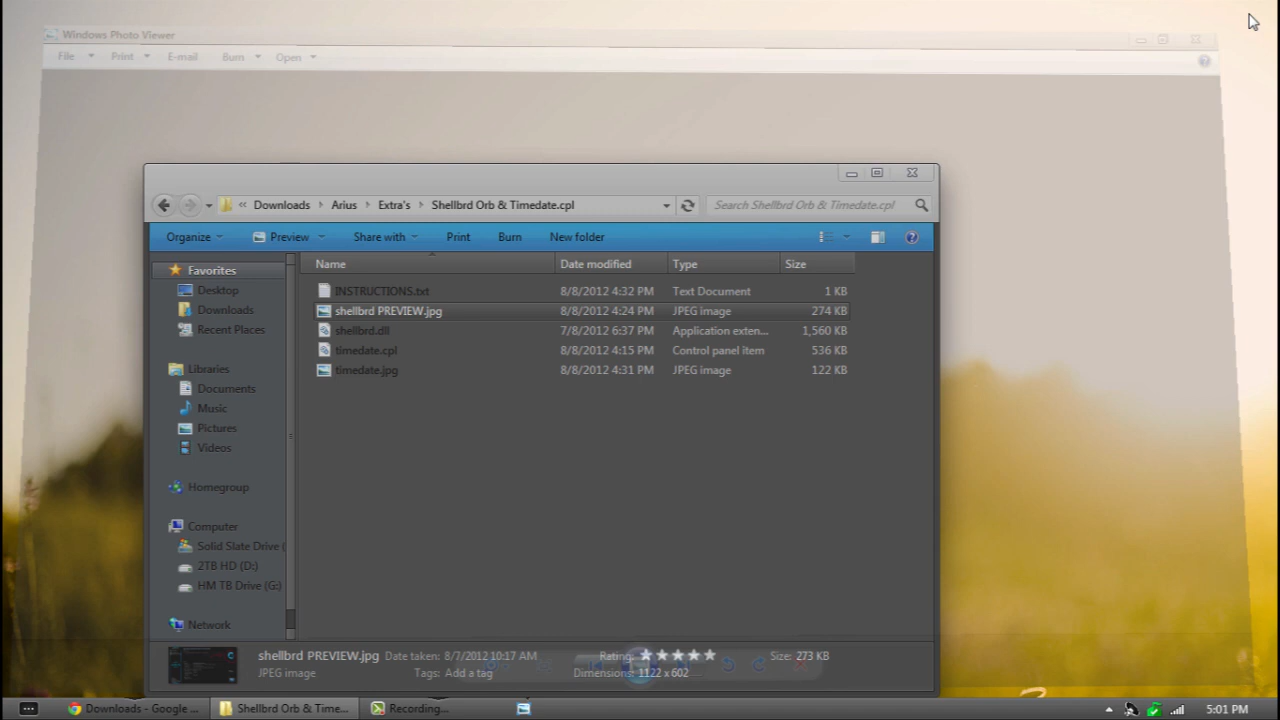 Windows Photo Viewer
File Print E-mail Burn Open
« Downloads Arius Extra's Shellbrd Orb & Timedate.cpl Search Shellbrd Orb & Timedate.cpl
Organize Preview Share with Print Burn New folder
Name Date modified Type Size
Favorites
Desktop
Downloads
Recent Places
Libraries
Documents
Music
Pictures
Videos
Homegroup
Computer
Solid Slate Drive (
2TB HD (D:)
HM TB Drive (G:)
Network
INSTRUCTIONS.txt 8/8/2012 4:32 PM Text Document 1 KB
shellbrd PREVIEW.jpg 8/8/2012 4:24 PM JPEG image 274 KB
shellbrd.dll 7/8/2012 6:37 PM Application exten... 1,560 KB
timedate.cpl 8/8/2012 4:15 PM Control panel item 536 KB
timedate.jpg 8/8/2012 4:31 PM JPEG image 122 KB
shellbrd PREVIEW.jpg Date taken: 8/7/2012 10:17 AM Rating: Size: 273 KB
JPEG image Tags: Add a tag Dimensions: 1122 x 602
Downloads - Google ... Shellbrd Orb & Time... Recording... 5:01 PM